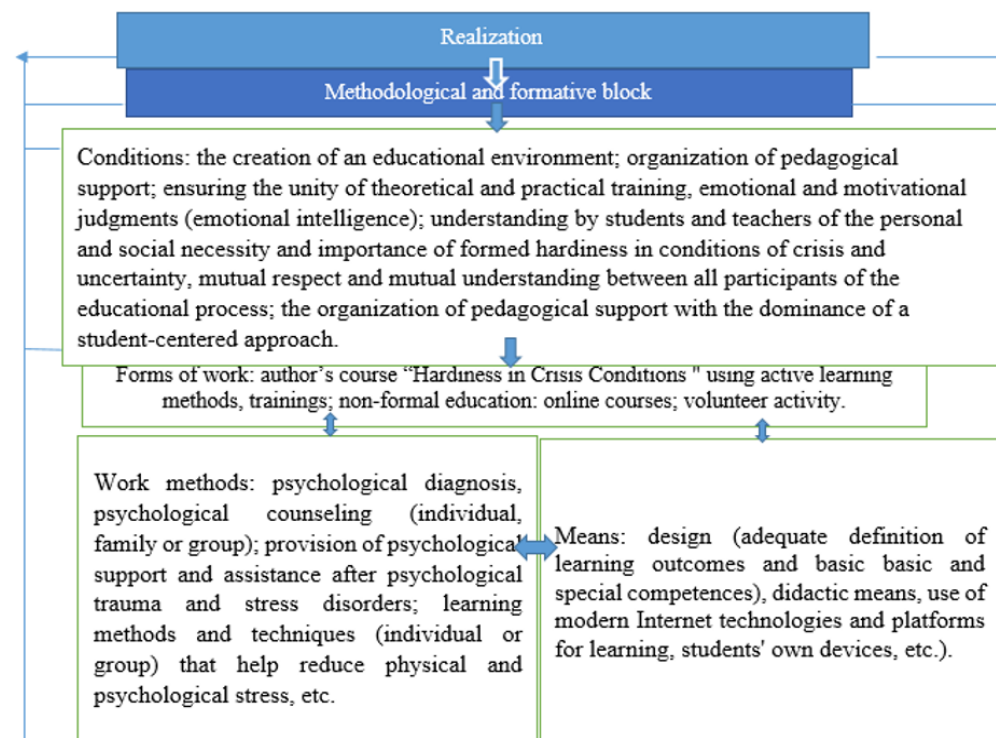 Realization
Methodological and formative block
Conditions: the creation of an educational environment; organization of pedagogical
support; ensuring the unity of theoretical and practical training, emotional and motivational
judgments (emotional intelligence); understanding by students and teachers of the personal
and social necessity and importance of formed hardiness in conditions of crisis and
uncertainty, mutual respect and mutual understanding between all participants of the
educational process; the organization of pedagogical support with the dominance of a
student-centered approach.
Forms of work: author’s course “Hardiness in Crisis Conditions " using active learning
methods, trainings; non-formal education: online courses; volunteer activity.
Work methods: psychological diagnosis,
psychological counseling (individual,
family or group); provision of psychological
support and assistance after psychological
trauma and stress disorders; learning
methods and techniques (individual or
group) that help reduce physical and
psychological stress, etc.
Means: design (adequate definition of
learning outcomes and basic basic and
special competences), didactic means, use of
modern Internet technologies and platforms
for learning, students' own devices, etc.).